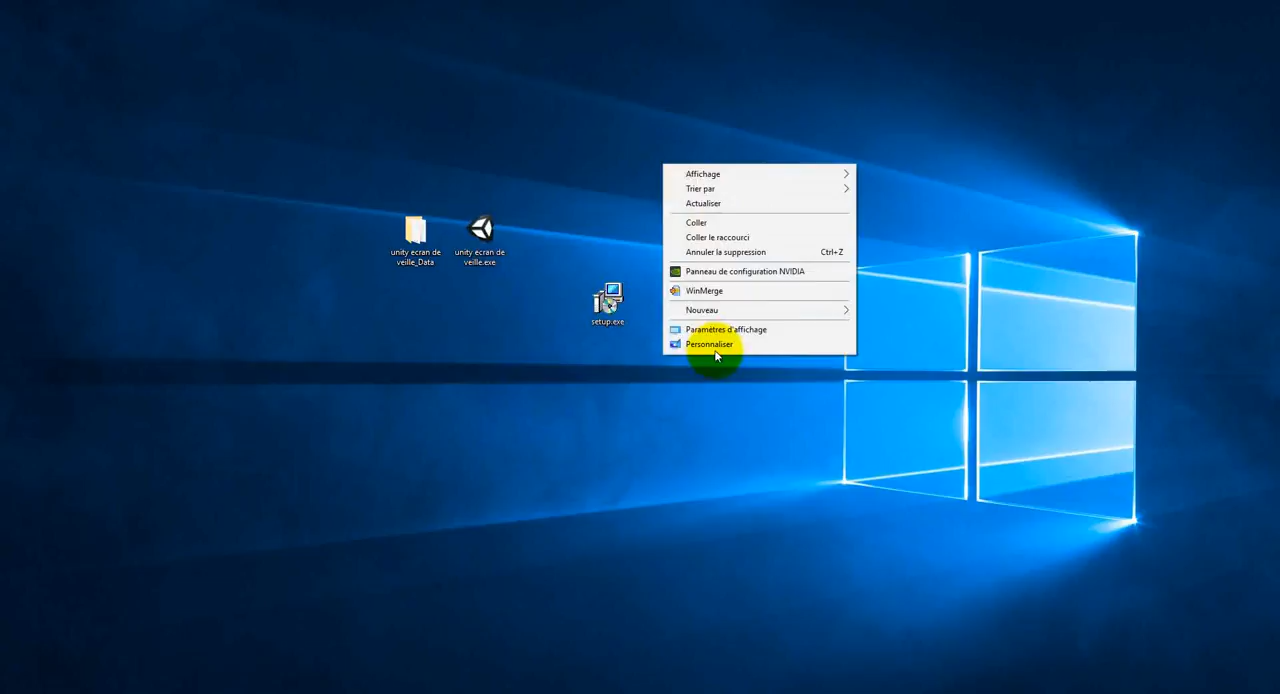 Affichage
Trier par
Actualiser
Coller
Coller le raccourci
Annuler la suppression Ctrl+Z
Panneau de configuration NVIDIA
WinMerge
Nouveau
Paramètres d'affichage
Personnaliser
unity ecran de
veille_Data
unity ecran de
veille.exe
setup.exe